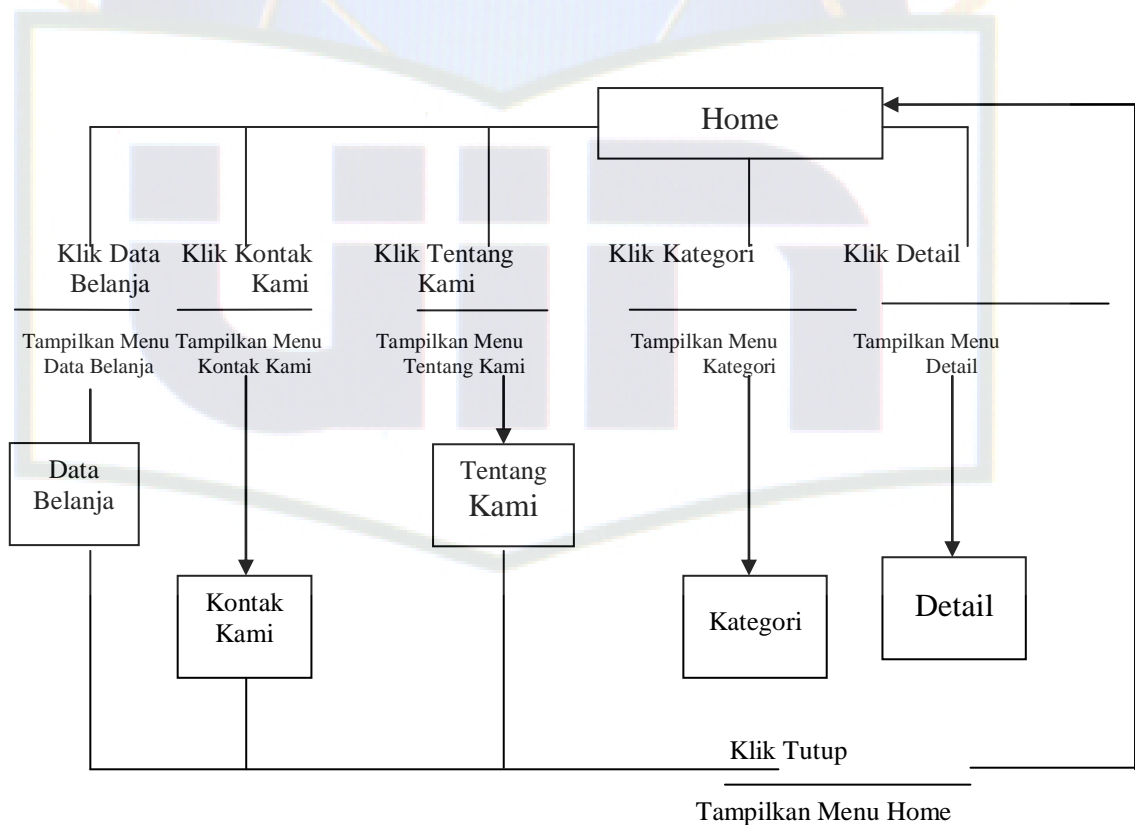 Home
Klik Data
Belanja
Klik Kontak
Kami
Klik Tentang
Kami
Klik Kategori
Klik Detail
Tampilkan Menu
Data Belanja
Tampilkan Menu
Kontak Kami
Tampilkan Menu
Tentang Kami
Tampilkan Menu
Kategori
Tampilkan Menu
Detail
Data
Belanja
Tentang
Kami
Kontak
Kami
Kategori
Detail
Klik Tutup
Tampilkan Menu Home
uin